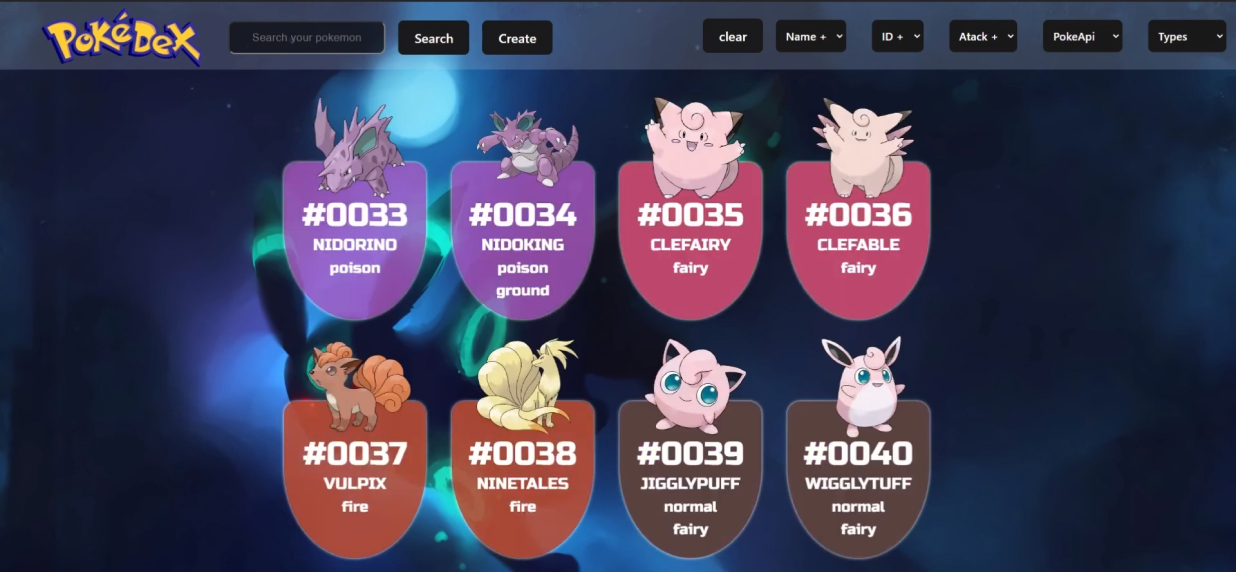 PokéDex
Search your pokemon
Search
Create
clear
Name +
ID +
Atack +
PokeApi
Types
#0033
NIDORINO
poison
#0034
NIDOKING
poison
ground
#0035
CLEFAIRY
fairy
#0036
CLEFABLE
fairy
#0037
VULPIX
fire
#0038
NINETALES
fire
#0039
JIGGLYPUFF
normal
fairy
#0040
WIGGLYTUFF
normal
fairy